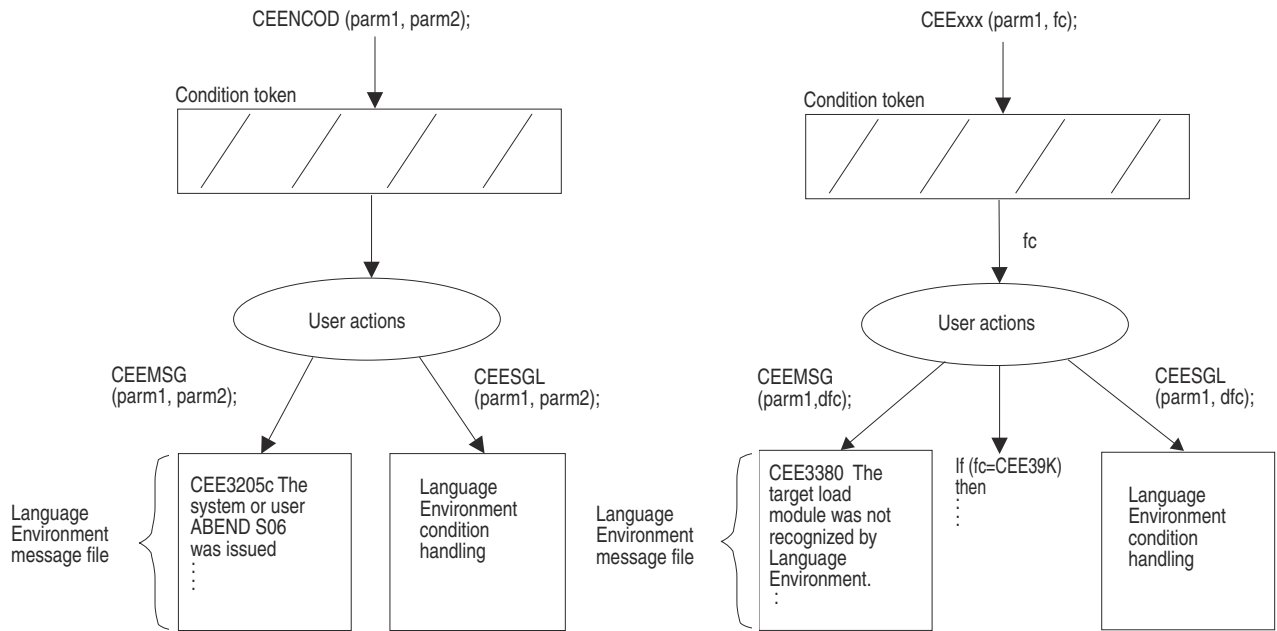 CEENCOD (parm1, parm2);
Condition token
User actions
CEEMSG
(parm1, parm2);
CEESGL
(parm1, parm2);
Language
Environment
message file
CEE3205c The
system or user
ABEND S06
was issued
Language
Environment
condition
handling
CEExxx (parm1, fc);
Condition token
fc
User actions
CEEMSG
(parm1,dfc);
CEESGL
(parm1, dfc);
Language
Environment
message file
CEE3380 The
target load
module was not
recognized by
Language
Environment.
If (fc=CEE39K)
then
Language
Environment
condition
handling